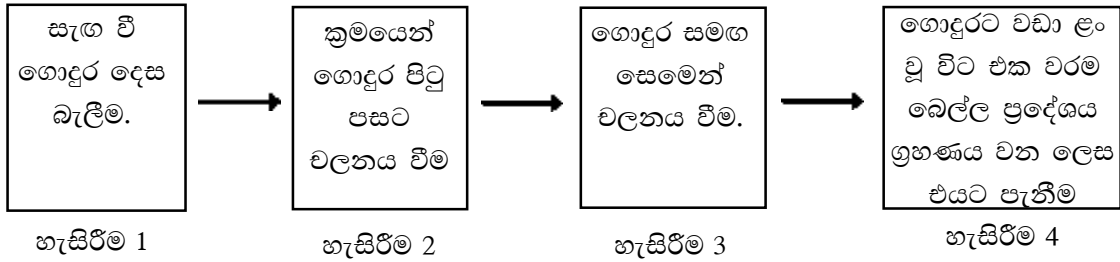 සැඟ වී
ගොදුර දෙස
බැලීම.
ක්‍රමයෙන්
ගොදුර පිටු
පසට
චලනය වීම
ගොදුර සමඟ
සෙමෙන්
චලනය වීම.
ගොදුරට වඩා ළං
වූ විට එක වරම
බෙල්ල ප්‍රදේශය
ග්‍රහණය වන ලෙස
එයට පැනීම
හැසිරීම 1
හැසිරීම 2
හැසිරීම 3
හැසිරීම 4